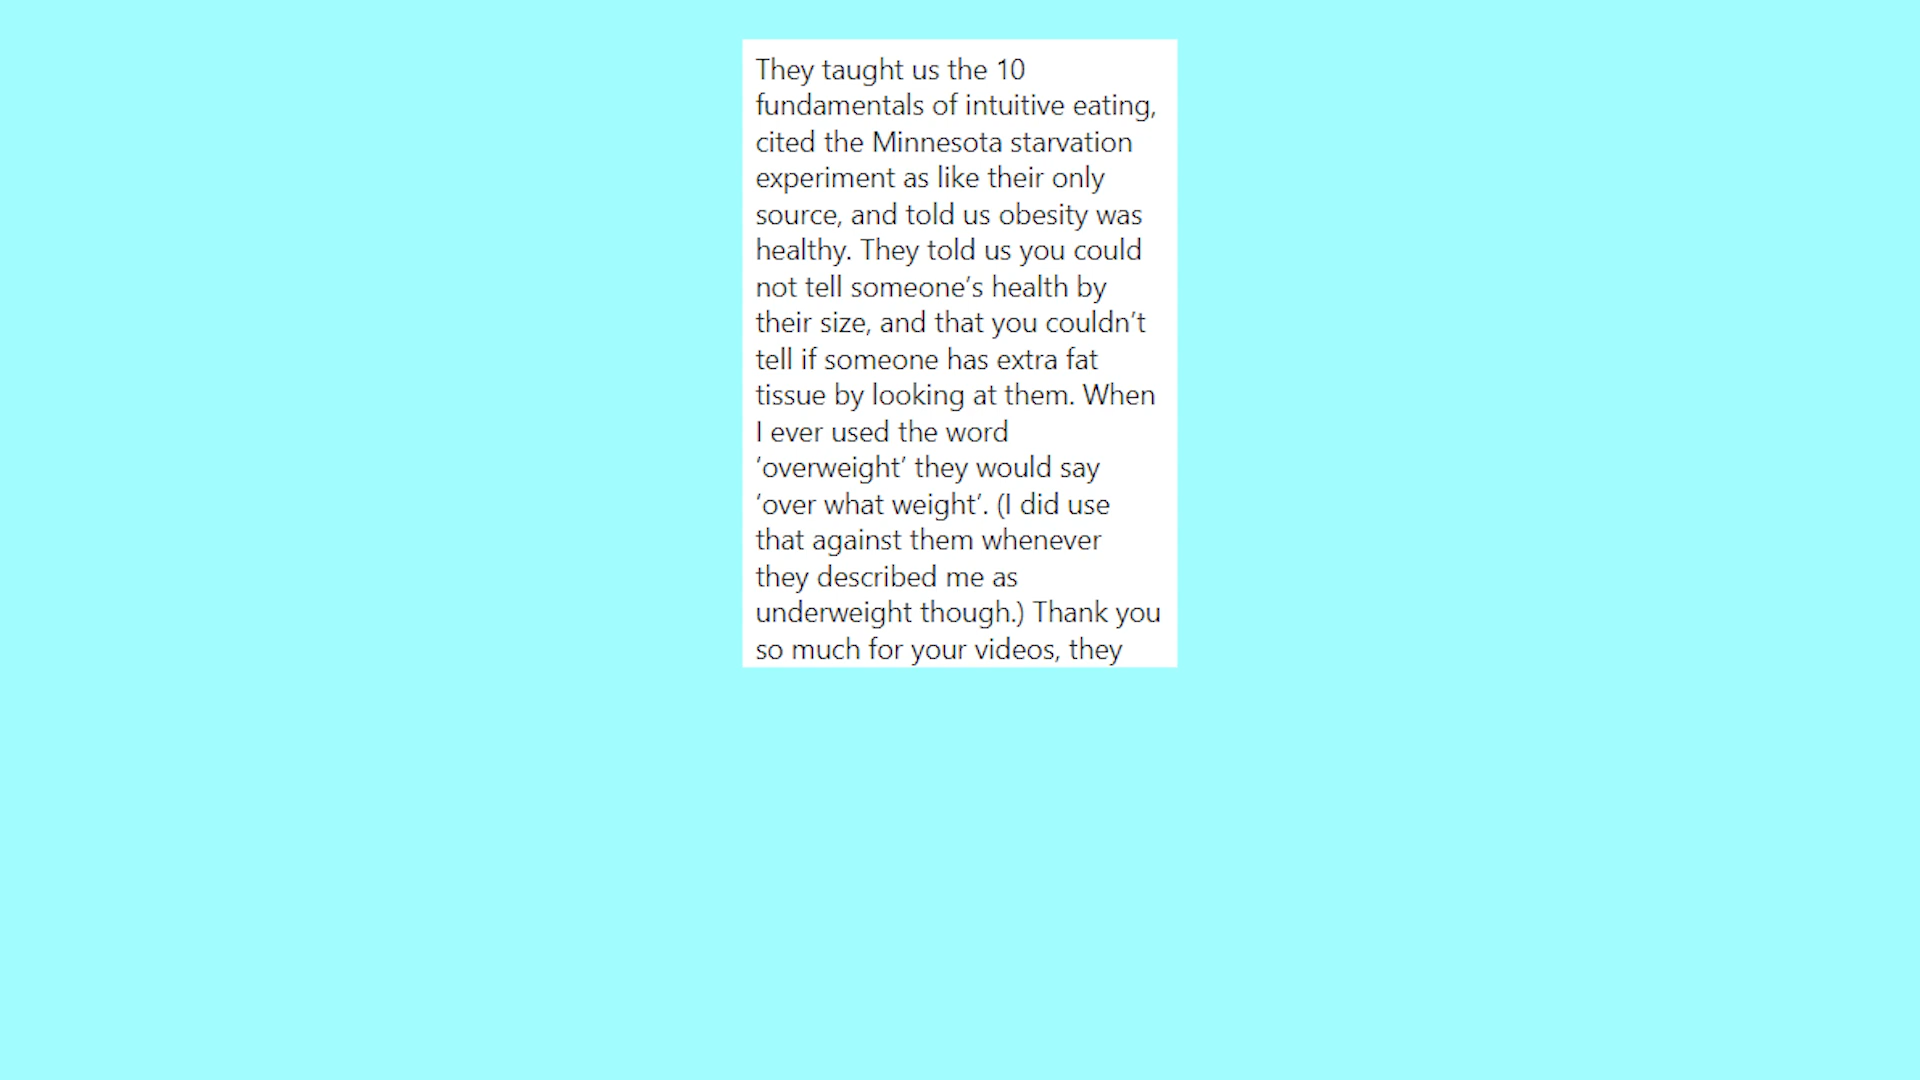 They taught us the 10
fundamentals of intuitive eating,
cited the Minnesota starvation
experiment as like their only
source, and told us obesity was
healthy. They told us you could
not tell someone’s health by
their size, and that you couldn’t
tell if someone has extra fat
tissue by looking at them. When
I ever used the word
‘overweight’ they would say
‘over what weight’. (I did use
that against them whenever
they described me as
underweight though.) Thank you
so much for your videos, they